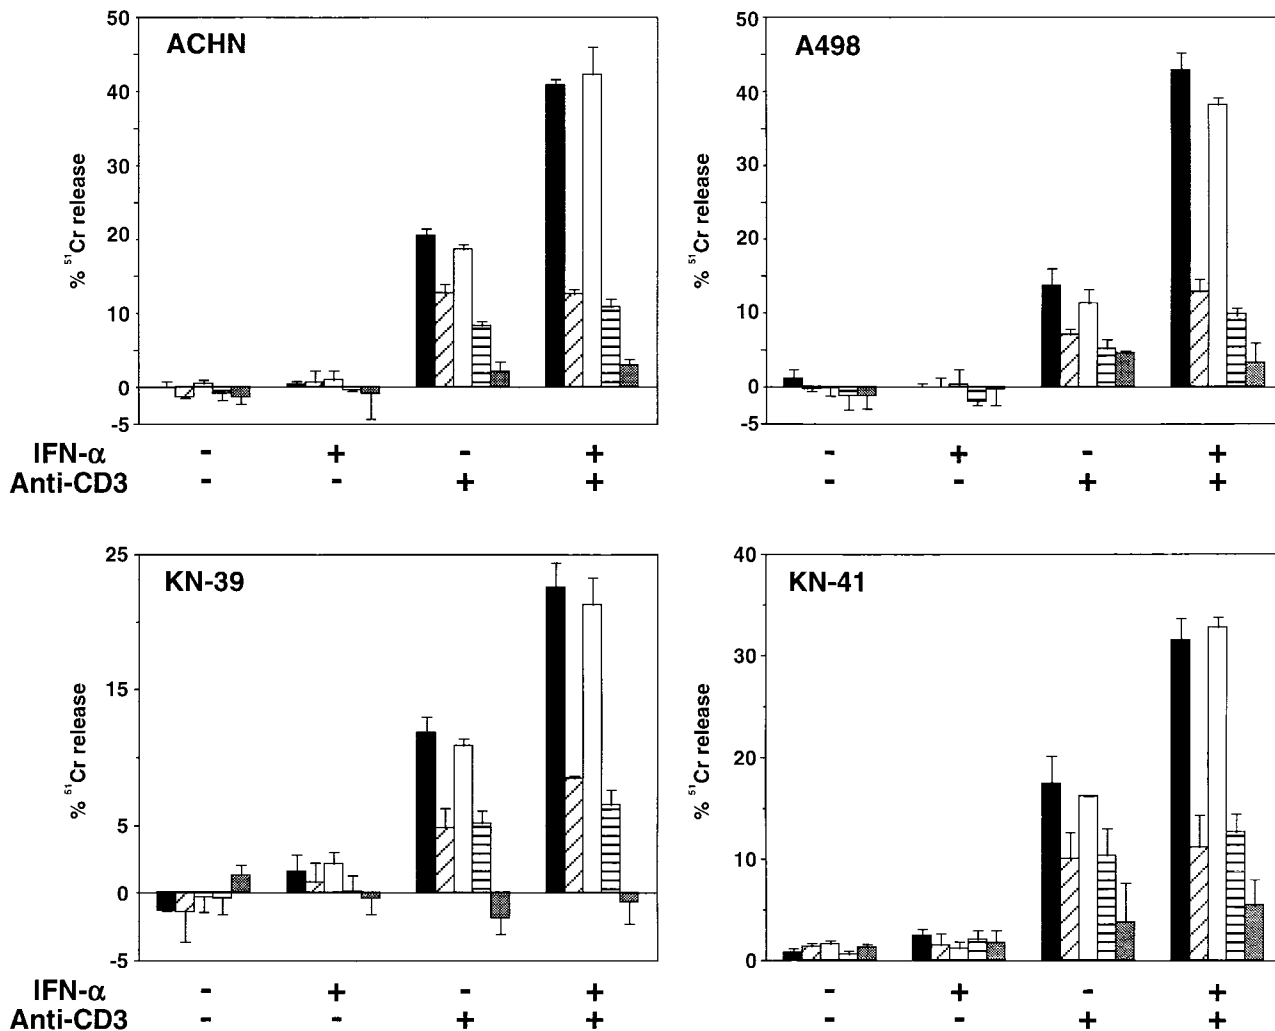 ACHN
50
40
30
20
10
0
-5
% ⁵¹Cr release
IFN-α - + - +
Anti-CD3 - - + +
A498
50
40
30
20
10
0
-5
% ⁵¹Cr release
- + - +
- - + +
KN-39
25
15
5
0
-5
% ⁵¹Cr release
IFN-α - + - +
Anti-CD3 - - + +
KN-41
40
30
20
10
0
% ⁵¹Cr release
- + - +
- - + +